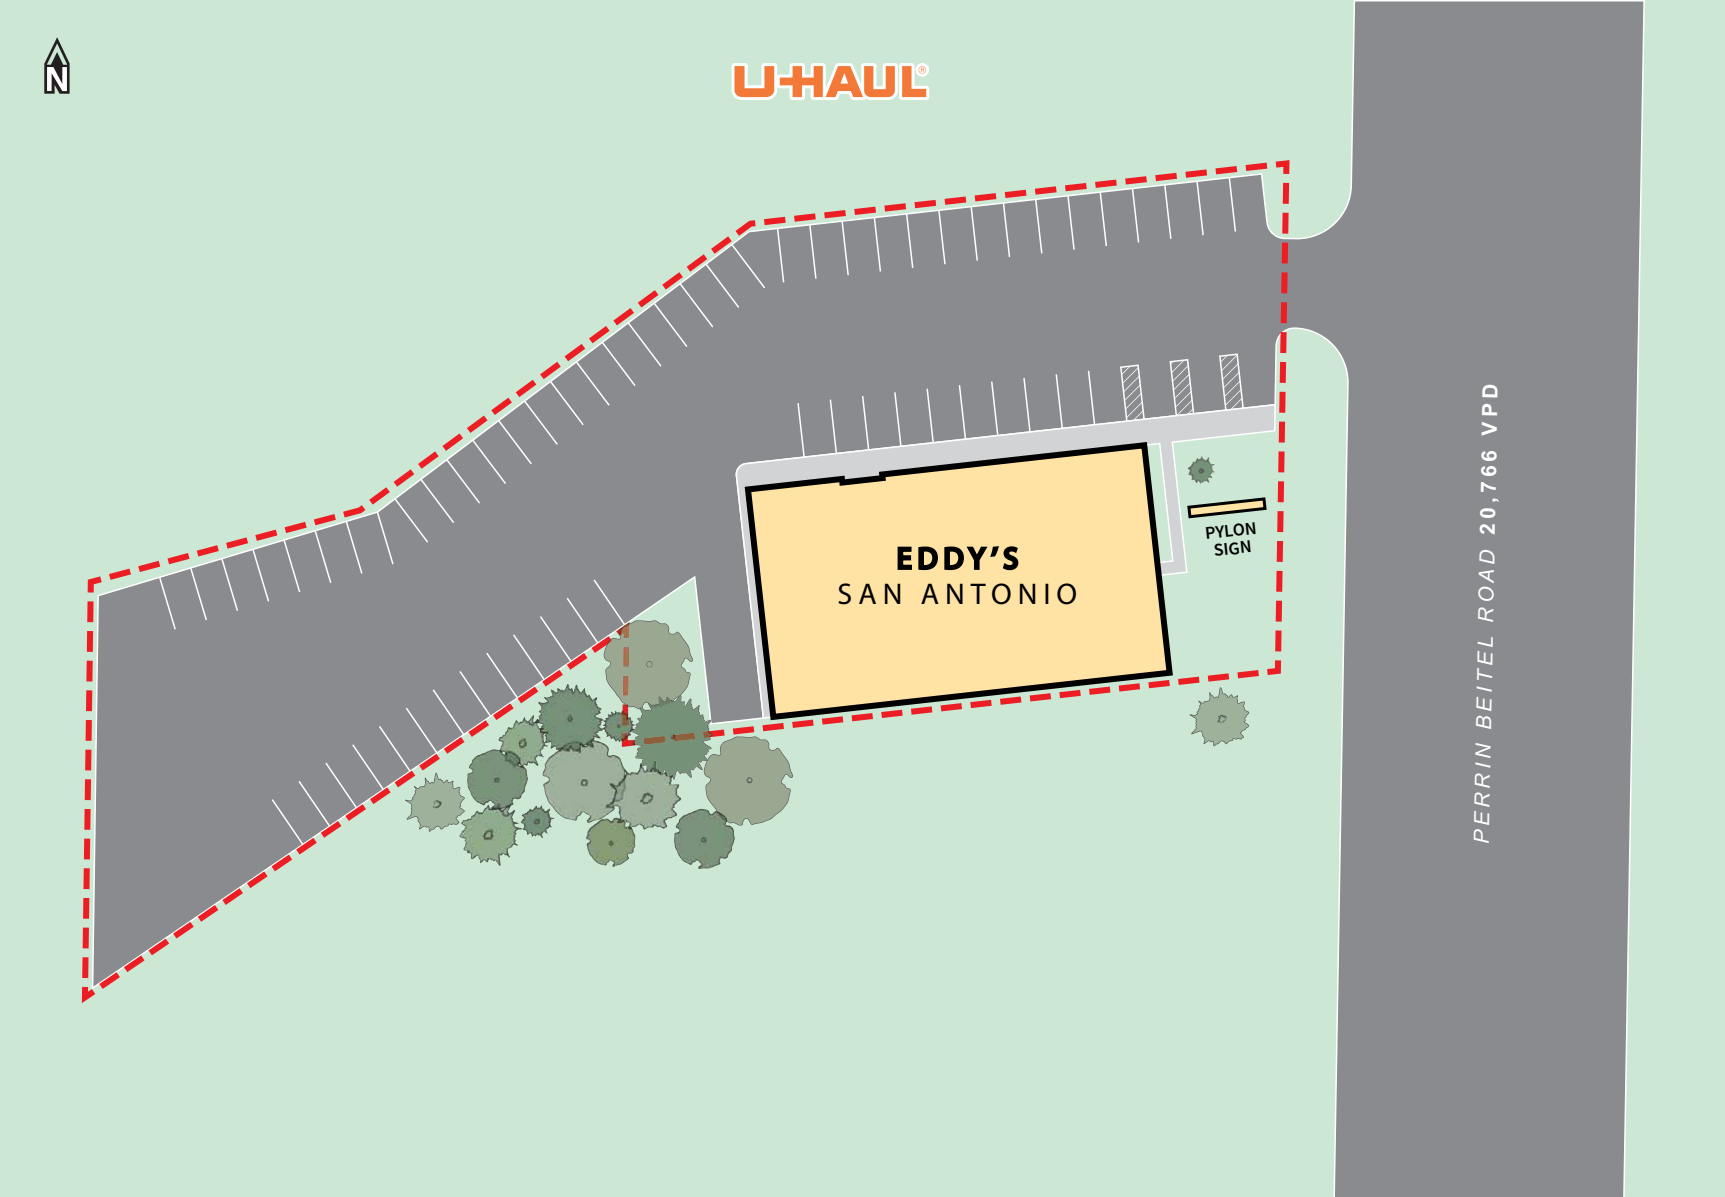 N
U-HAUL®
EDDY’S
SAN ANTONIO
PYLON
SIGN
PERRIN BEITEL ROAD 20,766 VPD